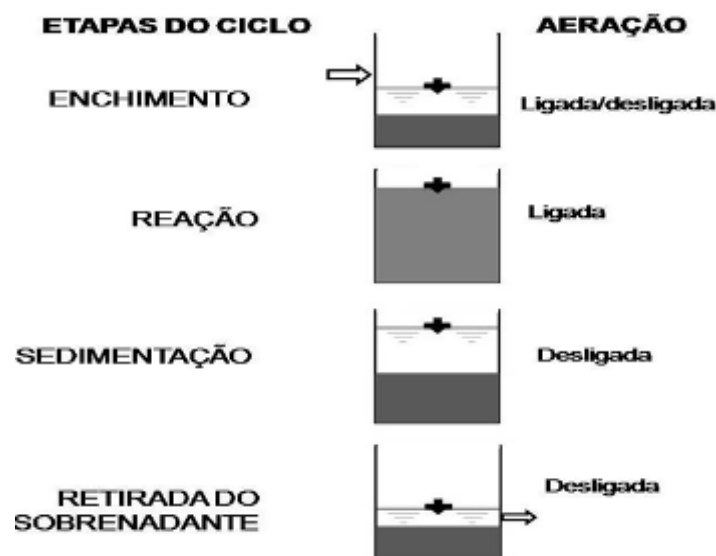 ETAPAS DO CICLO
AERAÇÃO
ENCHIMENTO
Ligada/desligada
REAÇÃO
Ligada
SEDIMENTAÇÃO
Desligada
RETIRADA DO
SOBRENADANTE
Desligada